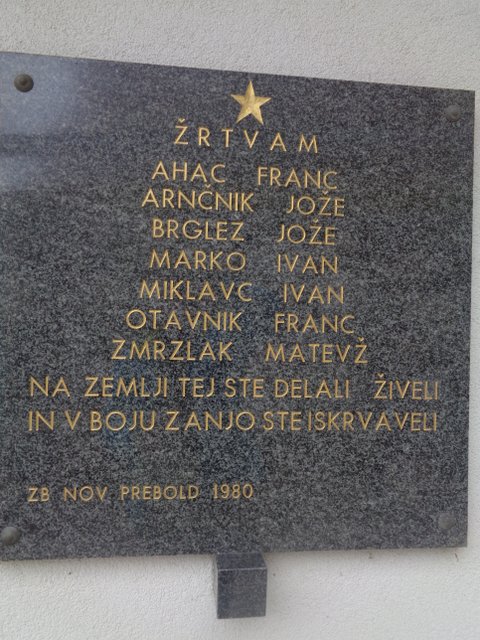 ŽRTVAM
AHAC FRANC
ARNČNIK JOŽE
BRGLEZ JOŽE
MARKO IVAN
MIKLAVC IVAN
OTAVNIK FRANC
ZMRZLAK MATEVŽ
NA ZEMLJI TEJ STE DELALI ŽIVELI
IN V BOJU ZANJO STE ISKRVAVELI
ZB NOV PREBOLD 1980